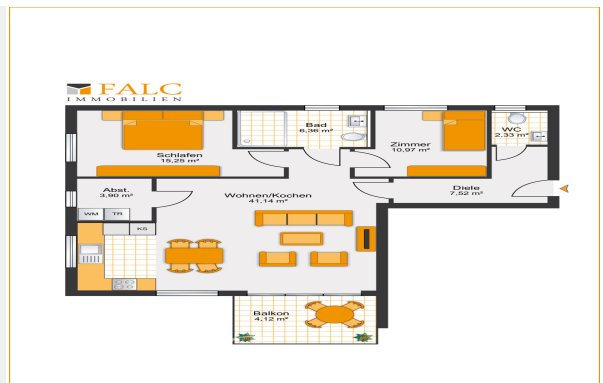 FALC
IMMOBILIEN
Schlafen
15,25 m²
Bad
6,36 m²
Zimmer
10,97 m²
WC
2,33 m²
Abst.
3,90 m²
Wohnen/Kochen
41,14 m²
Diele
7,52 m²
WM
TR
KS
Balkon
4,12 m²